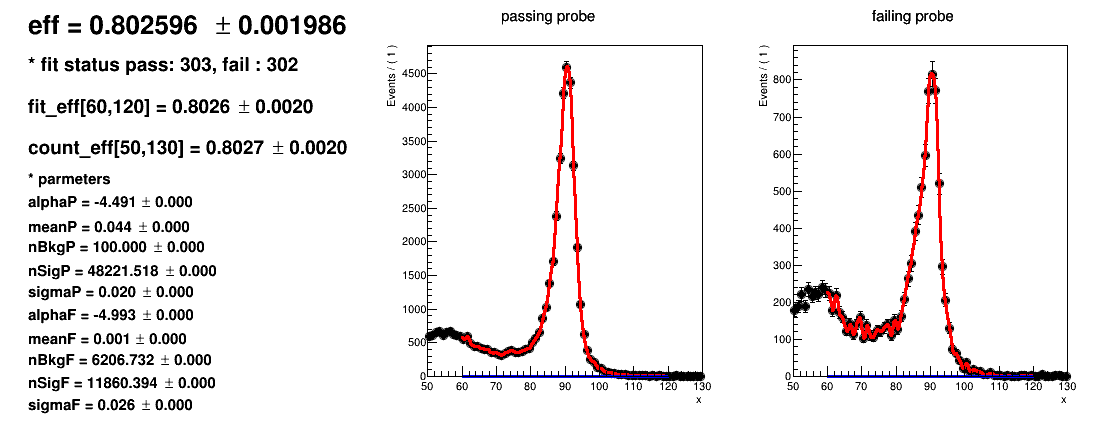 eff = 0.802596 ± 0.001986
* fit status pass: 303, fail : 302
fit_eff[60,120] = 0.8026 ± 0.0020
count_eff[50,130] = 0.8027 ± 0.0020
* parmeters
alphaP = -4.491 ± 0.000
meanP = 0.044 ± 0.000
nBkgP = 100.000 ± 0.000
nSigP = 48221.518 ± 0.000
sigmaP = 0.020 ± 0.000
alphaF = -4.993 ± 0.000
meanF = 0.001 ± 0.000
nBkgF = 6206.732 ± 0.000
nSigF = 11860.394 ± 0.000
sigmaF = 0.026 ± 0.000
passing probe
Events / ( 1 )
4500
4000
3500
3000
2500
2000
1500
1000
500
0
50 60 70 80 90 100 110 120 130
x
failing probe
Events / ( 1 )
800
700
600
500
400
300
200
100
0
50 60 70 80 90 100 110 120 130
x